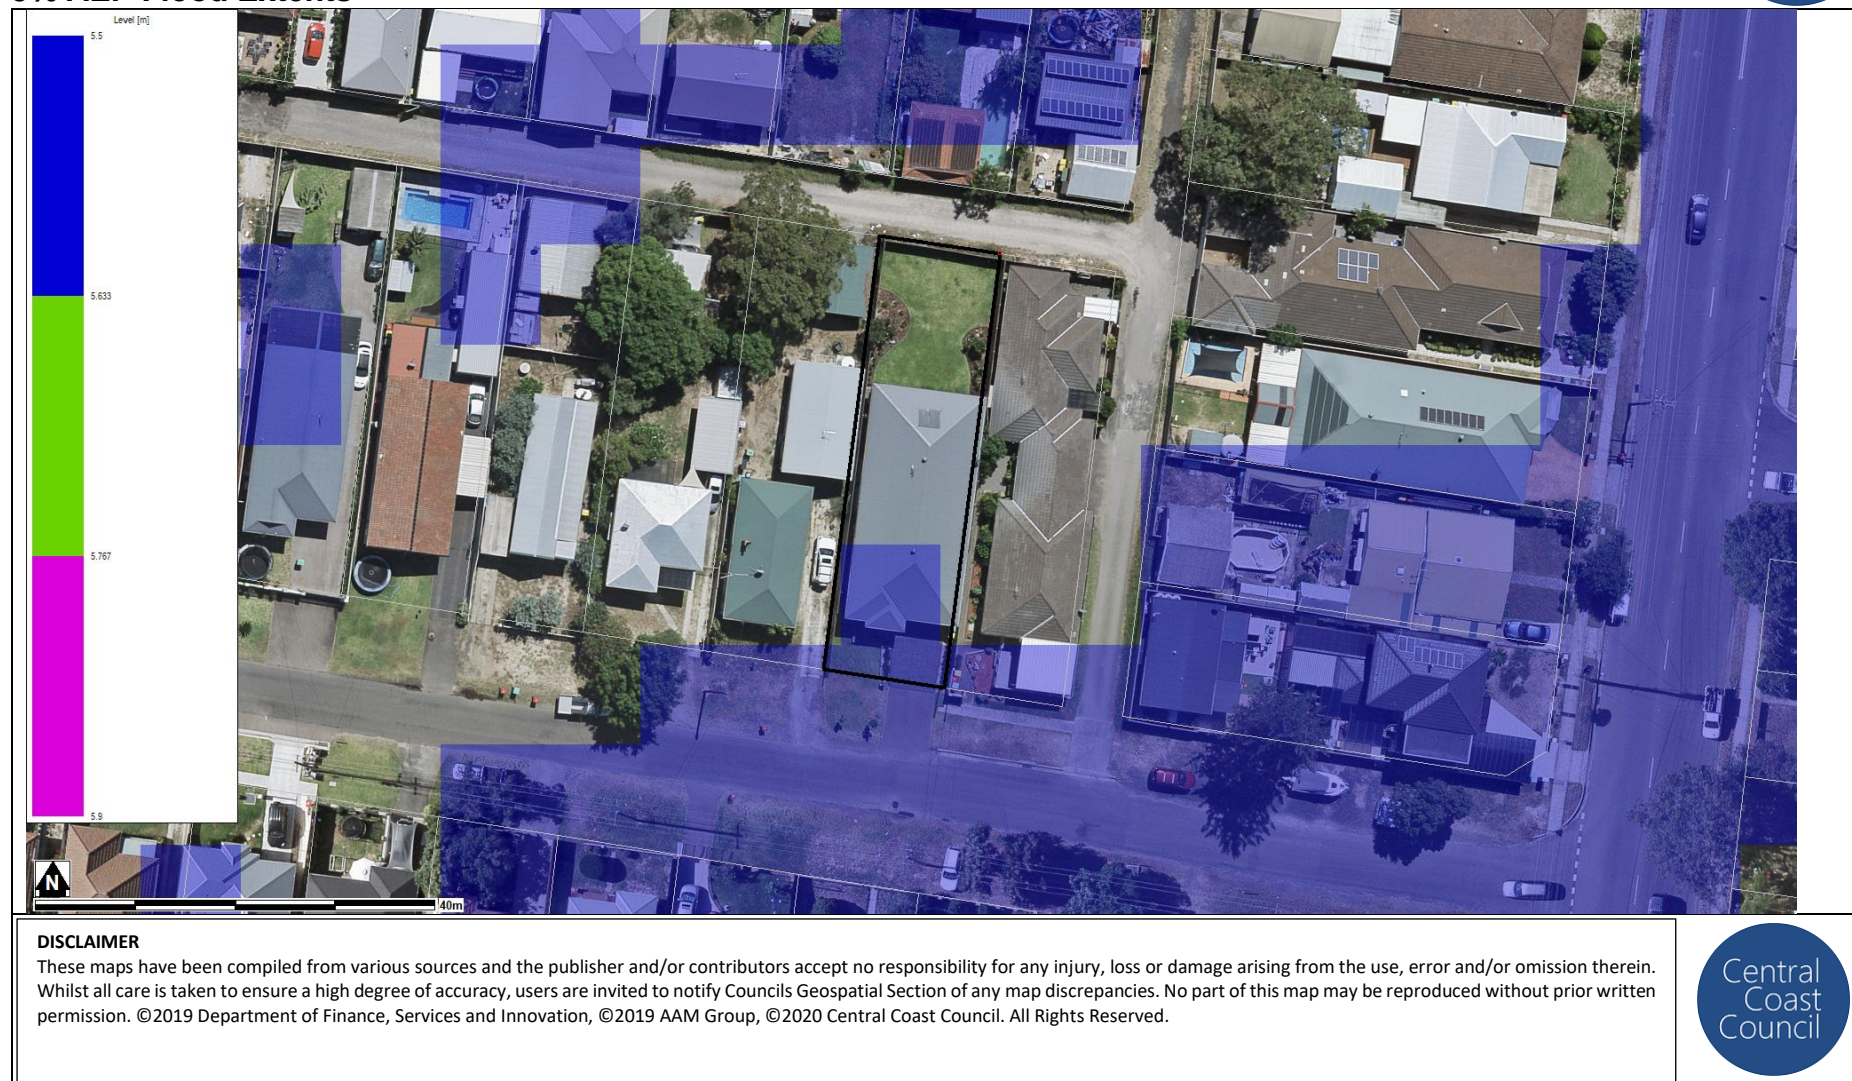 Level [m]
5.5
5.633
5.767
5.9
N
40m
DISCLAIMER
These maps have been compiled from various sources and the publisher and/or contributors accept no responsibility for any injury, loss or damage arising from the use, error and/or omission therein.
Whilst all care is taken to ensure a high degree of accuracy, users are invited to notify Councils Geospatial Section of any map discrepancies. No part of this map may be reproduced without prior written
permission. ©2019 Department of Finance, Services and Innovation, ©2019 AAM Group, ©2020 Central Coast Council. All Rights Reserved.
Central
Coast
Council